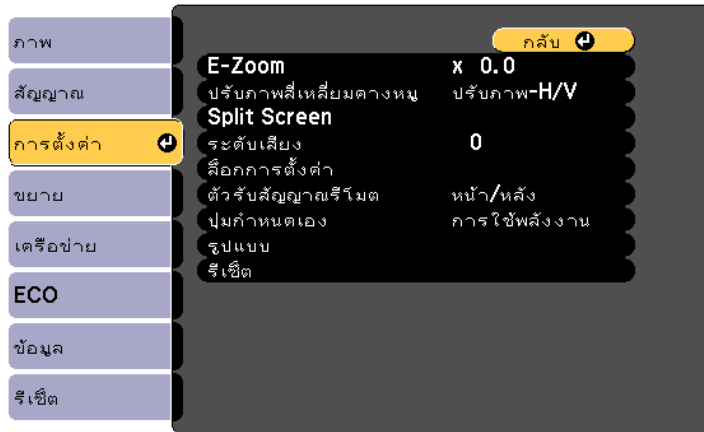 ภาพ
สัญญาณ
การตั้งค่า
ขยาย
เครือข่าย
ECO
ข้อมูล
รีเซ็ต
กลับ
E-Zoom x 0.0
ปรับภาพสี่เหลี่ยมคางหมู ปรับภาพ-H/V
Split Screen
ระดับเสียง 0
ล็อกการตั้งค่า
ตัวรับสัญญาณรีโมต หน้า/หลัง
ปุ่มกำหนดเอง การใช้พลังงาน
รูปแบบ
รีเซ็ต